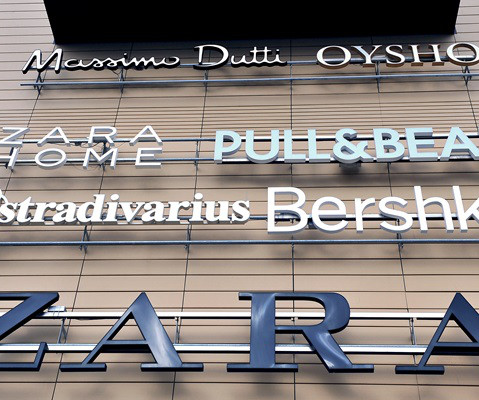 Massimo Dutti OYSHO
ZARA HOME PULL&BEA
stradivarius Bershk
ZARA